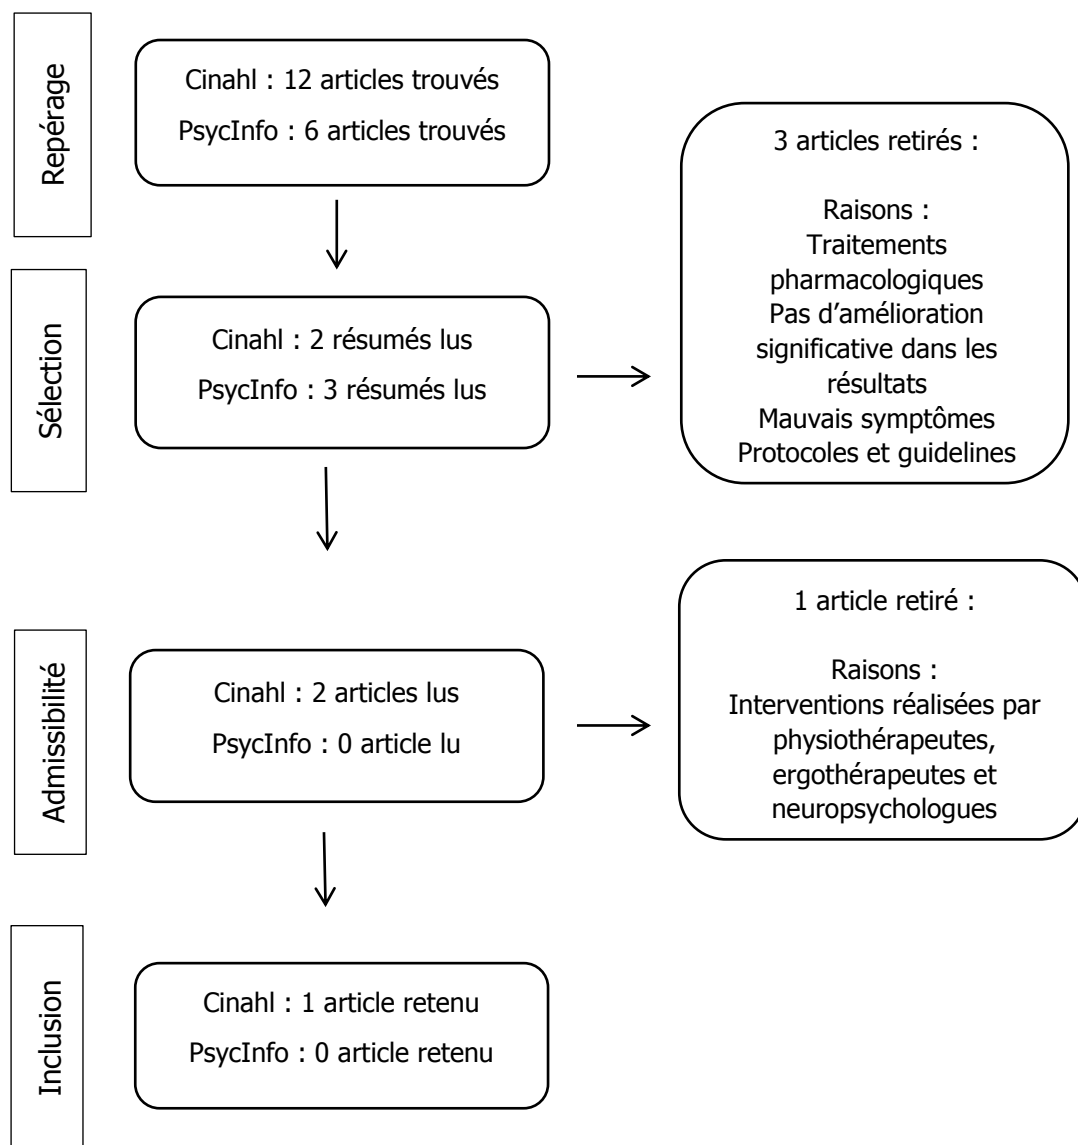 Repérage
Cinahl : 12 articles trouvés
PsycInfo : 6 articles trouvés
3 articles retirés :
Raisons :
Traitements
pharmacologiques
Pas d’amélioration
significative dans les
résultats
Mauvais symptômes
Protocoles et guidelines
Sélection
Cinahl : 2 résumés lus
PsycInfo : 3 résumés lus
Admissibilité
Cinahl : 2 articles lus
PsycInfo : 0 article lu
1 article retiré :
Raisons :
Interventions réalisées par
physiothérapeutes,
ergothérapeutes et
neuropsychologues
Inclusion
Cinahl : 1 article retenu
PsycInfo : 0 article retenu